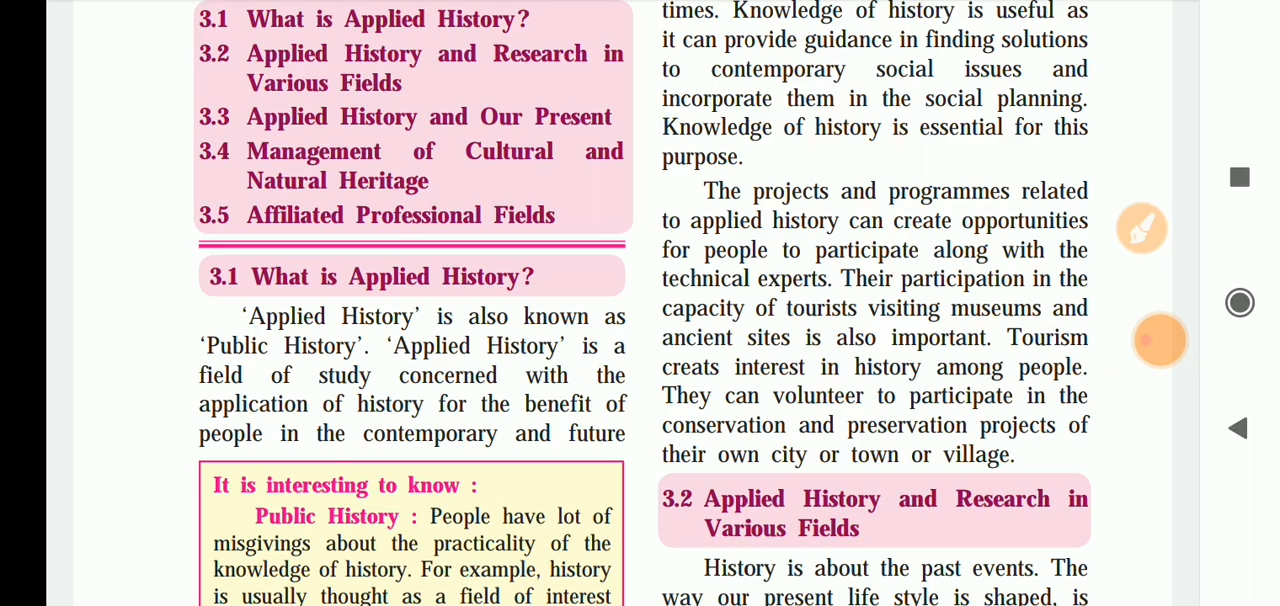 3.1 What is Applied History?
3.2 Applied History and Research in
Various Fields
3.3 Applied History and Our Present
3.4 Management of Cultural and
Natural Heritage
3.5 Affiliated Professional Fields
3.1 What is Applied History?
‘Applied History’ is also known as
‘Public History’. ‘Applied History’ is a
field of study concerned with the
application of history for the benefit of
people in the contemporary and future
It is interesting to know :
Public History : People have lot of
misgivings about the practicality of the
knowledge of history. For example, history
is usually thought as a field of interest
times. Knowledge of history is useful as
it can provide guidance in finding solutions
to contemporary social issues and
incorporate them in the social planning.
Knowledge of history is essential for this
purpose.
The projects and programmes related
to applied history can create opportunities
for people to participate along with the
technical experts. Their participation in the
capacity of tourists visiting museums and
ancient sites is also important. Tourism
creats interest in history among people.
They can volunteer to participate in the
conservation and preservation projects of
their own city or town or village.
3.2 Applied History and Research in
Various Fields
History is about the past events. The
way our present life style is shaped, is